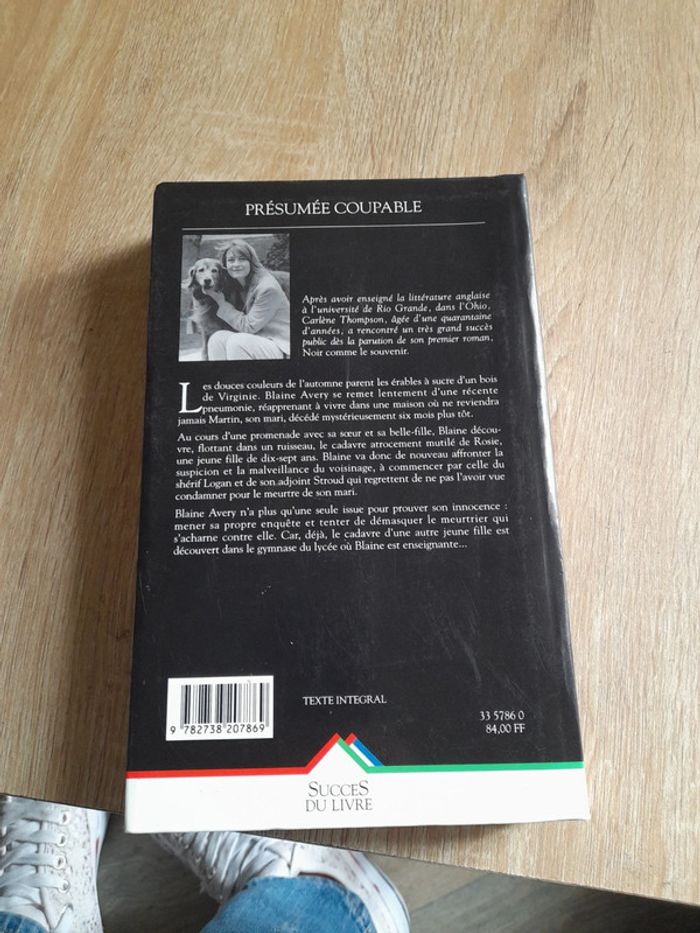 PRÉSUMÉE COUPABLE
Après avoir enseigné la littérature anglaise
à l'université de Rio Grande, dans l'Ohio,
Carlène Thompson, âgée d'une quarantaine
d'années, a rencontré un très grand succès
public dès la parution de son premier roman,
Noir comme le souvenir.
Les douces couleurs de l'automne parent les érables à sucre d'un bois
de Virginie. Blaine Avery se remet lentement d'une récente
pneumonie, réapprenant à vivre dans une maison où ne reviendra
jamais Martin, son mari, décédé mystérieusement six mois plus tôt.
Au cours d'une promenade avec sa sœur et sa belle-fille, Blaine décou-
vre, flottant dans un ruisseau, le cadavre atrocement mutilé de Rosie,
une jeune fille de dix-sept ans. Blaine va donc de nouveau affronter la
suspicion et la malveillance du voisinage, à commencer par celle du
shérif Logan et de son adjoint Stroud qui regrettent de ne pas l'avoir vue
condamner pour le meurtre de son mari.
Blaine Avery n'a plus qu'une seule issue pour prouver son innocence :
mener sa propre enquête et tenter de démasquer le meurtrier qui
s'acharne contre elle. Car, déjà, le cadavre d'une autre jeune fille est
découvert dans le gymnase du lycée où Blaine est enseignante...
9 782738 207869
TEXTE INTEGRAL
33 5786 0
84,00 FF
SUCCES
DU LIVRE